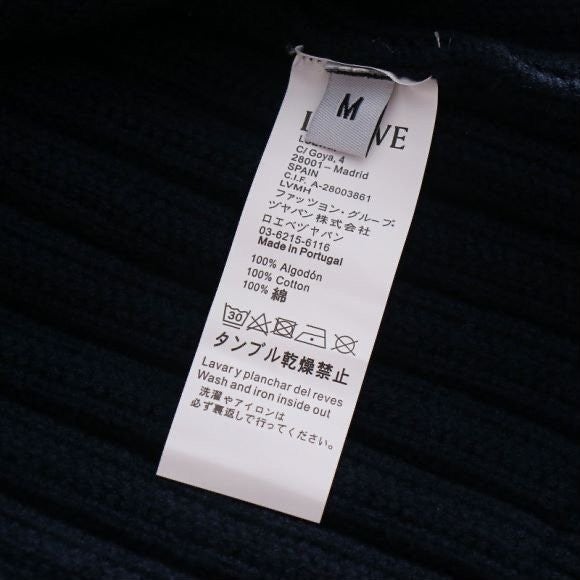 M
C/ Goya, 4
28001 – Madrid
SPAIN
C.I.F. A-28003861
LVMH
ファッツョン・グループ
ヅャパン株式会社
ロエベヅャパン
03-6215-6116
Made in Portugal
100% Algodón
100% Cotton
100% 綿
30
タンブル乾燥禁止
Lavar y planchar del reves
Wash and iron inside out
洗濯やアイロンは
必ず裏返しで行ってください